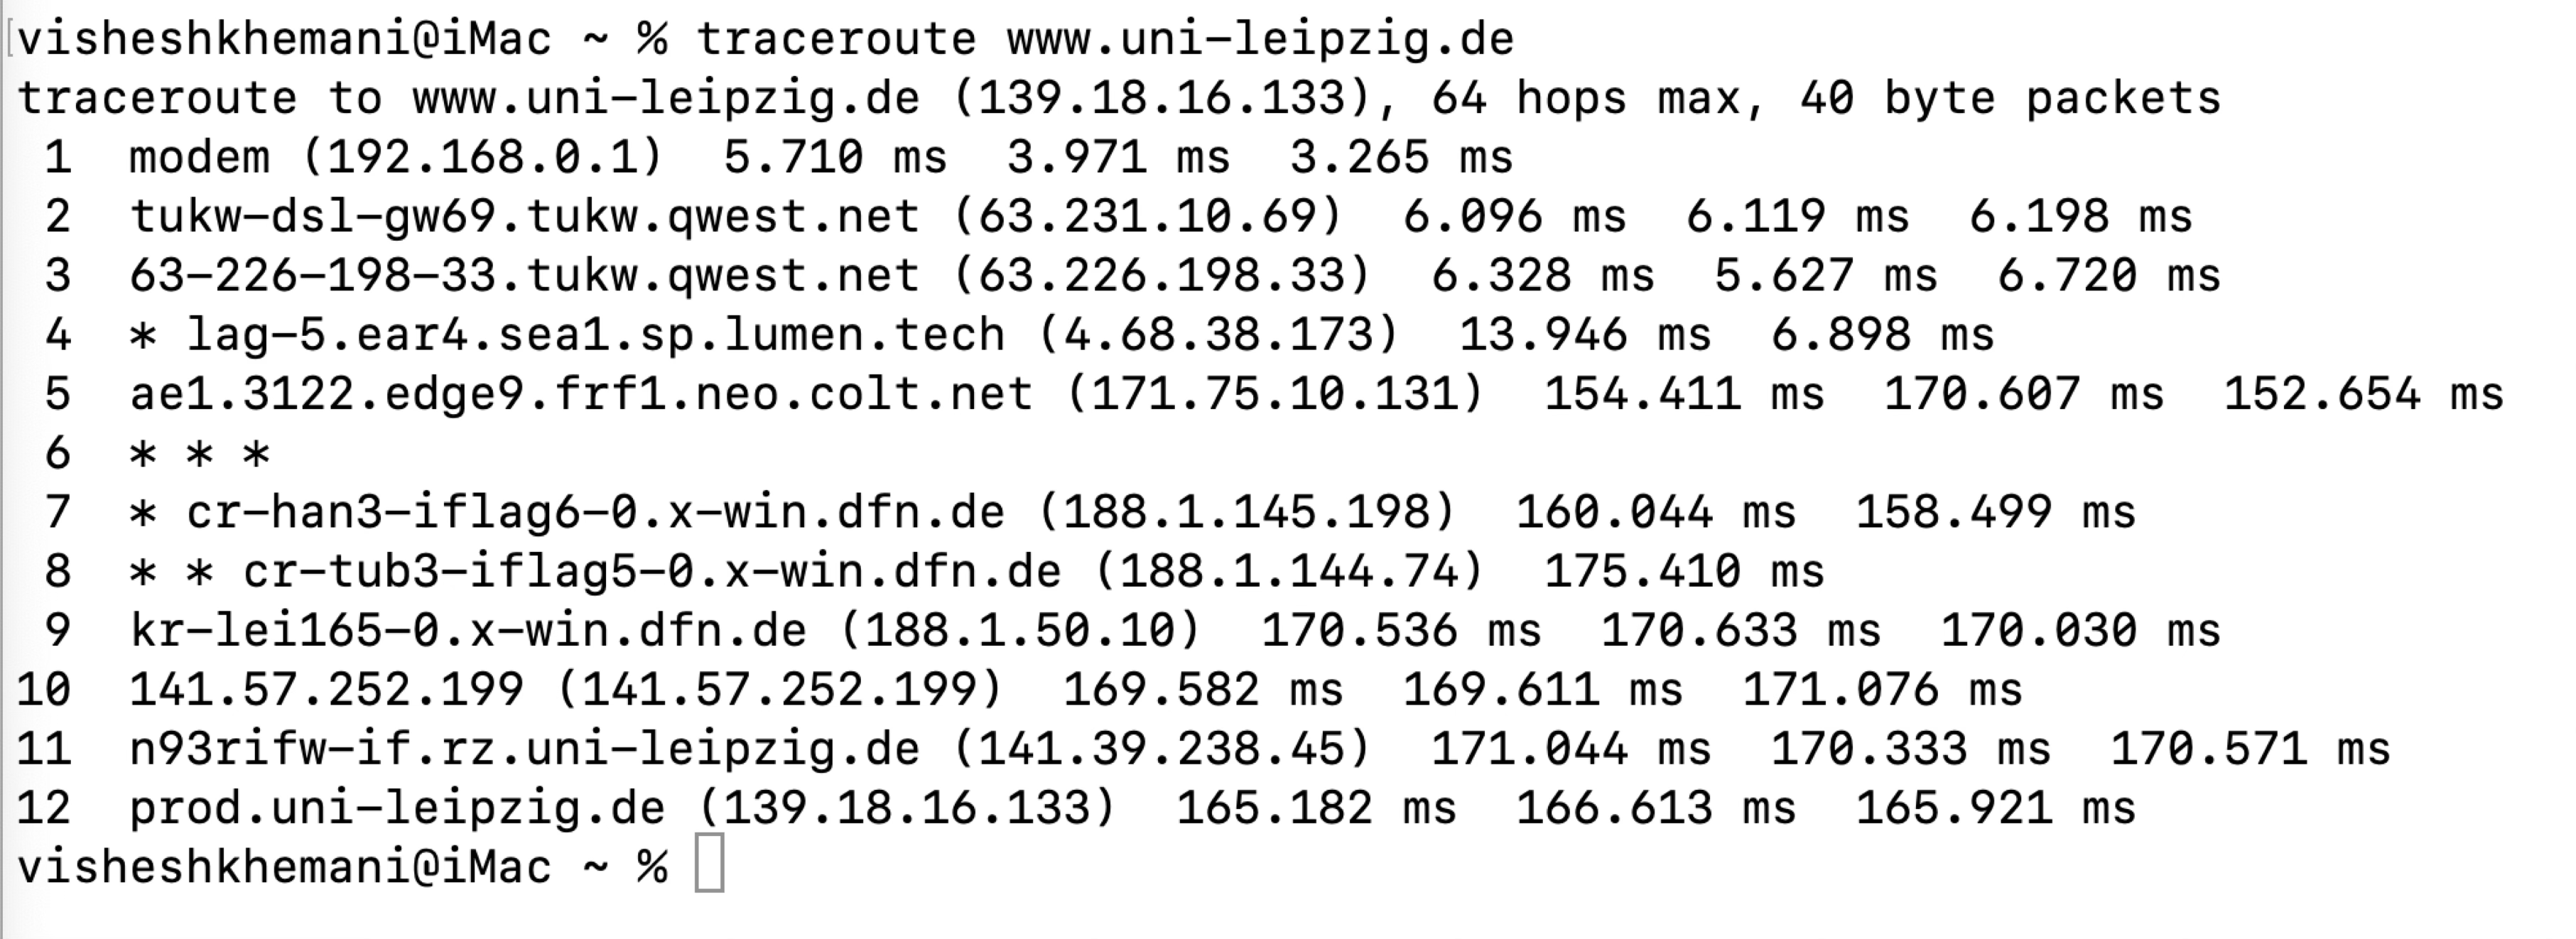 visheshkhemani@iMac ~ % traceroute www.uni-leipzig.de
traceroute to www.uni-leipzig.de (139.18.16.133), 64 hops max, 40 byte packets
 1  modem (192.168.0.1)  5.710 ms  3.971 ms  3.265 ms
 2  tukw-dsl-gw69.tukw.qwest.net (63.231.10.69)  6.096 ms  6.119 ms  6.198 ms
 3  63-226-198-33.tukw.qwest.net (63.226.198.33)  6.328 ms  5.627 ms  6.720 ms
 4  * lag-5.ear4.sea1.sp.lumen.tech (4.68.38.173)  13.946 ms  6.898 ms
 5  ae1.3122.edge9.frf1.neo.colt.net (171.75.10.131)  154.411 ms  170.607 ms  152.654 ms
 6  * * *
 7  * cr-han3-iflag6-0.x-win.dfn.de (188.1.145.198)  160.044 ms  158.499 ms
 8  * * cr-tub3-iflag5-0.x-win.dfn.de (188.1.144.74)  175.410 ms
 9  kr-lei165-0.x-win.dfn.de (188.1.50.10)  170.536 ms  170.633 ms  170.030 ms
10  141.57.252.199 (141.57.252.199)  169.582 ms  169.611 ms  171.076 ms
11  n93rifw-if.rz.uni-leipzig.de (141.39.238.45)  171.044 ms  170.333 ms  170.571 ms
12  prod.uni-leipzig.de (139.18.16.133)  165.182 ms  166.613 ms  165.921 ms
visheshkhemani@iMac ~ %